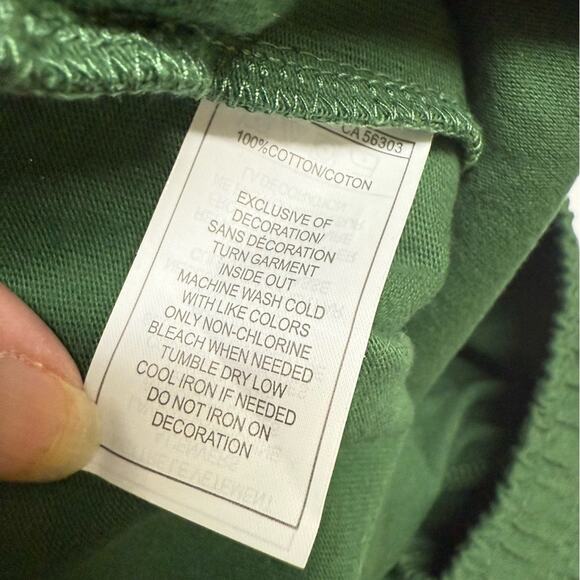 CA 56303
100%COTTON/COTON
EXCLUSIVE OF
DECORATION/
SANS DÉCORATION
TURN GARMENT
INSIDE OUT
MACHINE WASH COLD
WITH LIKE COLORS
ONLY NON-CHLORINE
BLEACH WHEN NEEDED
TUMBLE DRY LOW
COOL IRON IF NEEDED
DO NOT IRON ON
DECORATION